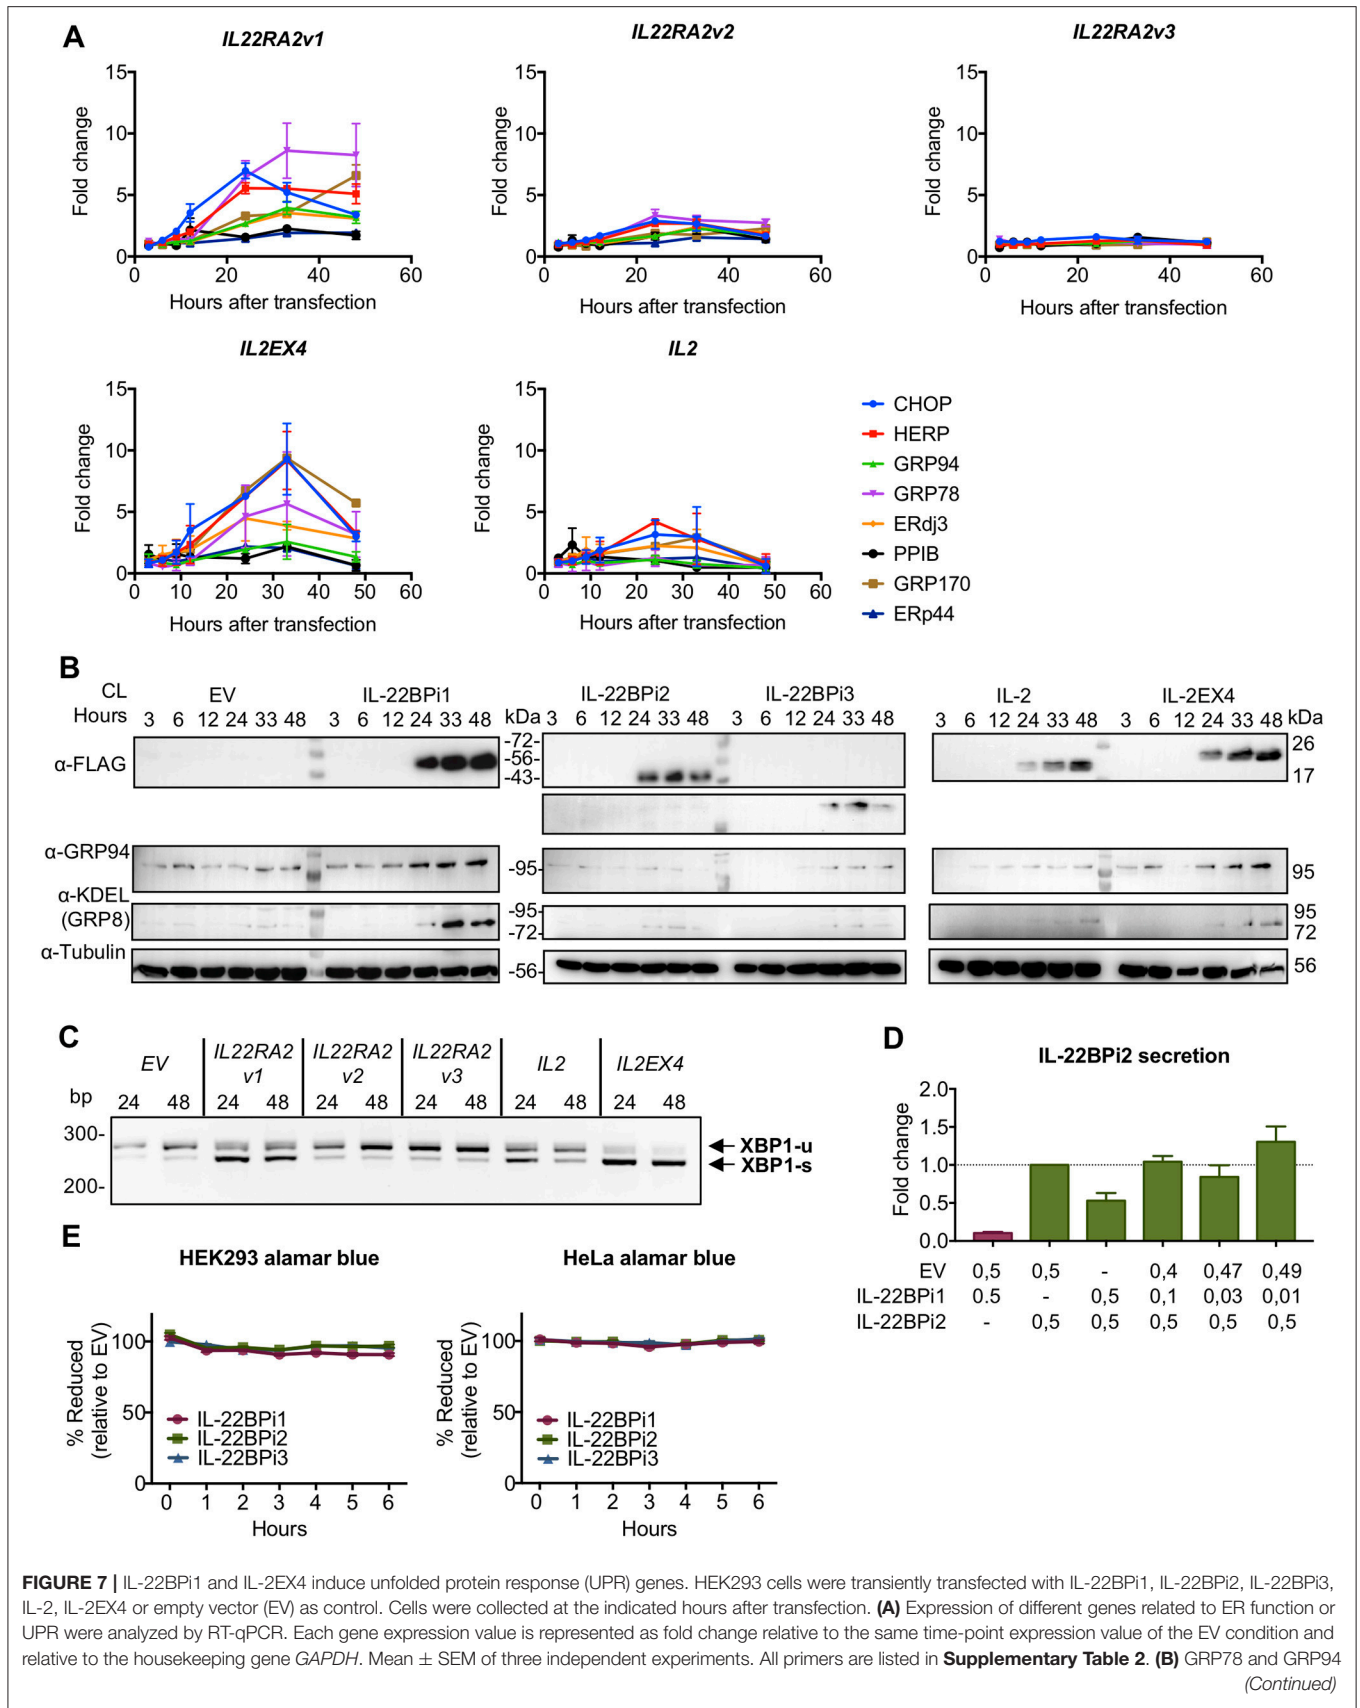 A
IL22RA2v1
IL22RA2v2
IL22RA2v3
15
10
5
0
Fold change
0 20 40 60
Hours after transfection
15
10
5
0
Fold change
0 20 40 60
Hours after transfection
15
10
5
0
Fold change
0 20 40 60
Hours after transfection
IL2EX4
IL2
15
10
5
0
Fold change
0 10 20 30 40 50 60
Hours after transfection
15
10
5
0
Fold change
0 10 20 30 40 50 60
Hours after transfection
CHOP
HERP
GRP94
GRP78
ERdj3
PPIB
GRP170
ERp44
B
CL EV IL-22BPi1 IL-22BPi2 IL-22BPi3 IL-2 IL-2EX4
Hours 3 6 12 24 33 48 3 6 12 24 33 48 kDa 3 6 12 24 33 48 3 6 12 24 33 48 3 6 12 24 33 48 3 6 12 24 33 48 kDa
α-FLAG
-72-
-56-
-43-
26
17
α-GRP94
-95-
95
α-KDEL
(GRP8)
-95-
-72-
95
72
α-Tubulin
-56-
56
C
EV IL22RA2 v1 IL22RA2 v2 IL22RA2 v3 IL2 IL2EX4
bp 24 48 24 48 24 48 24 48 24 48 24 48
300-
200-
XBP1-u
XBP1-s
D
IL-22BPi2 secretion
2.0
1.5
1.0
0.5
0.0
Fold change
EV 0,5 0,5 - 0,4 0,47 0,49
IL-22BPi1 0.5 - 0,5 0,1 0,03 0,01
IL-22BPi2 - 0,5 0,5 0,5 0,5 0,5
E
HEK293 alamar blue
100
50
0
% Reduced
(relative to EV)
IL-22BPi1
IL-22BPi2
IL-22BPi3
0 1 2 3 4 5 6
Hours
HeLa alamar blue
100
50
0
% Reduced
(relative to EV)
IL-22BPi1
IL-22BPi2
IL-22BPi3
0 1 2 3 4 5 6
Hours
FIGURE 7 | IL-22BPi1 and IL-2EX4 induce unfolded protein response (UPR) genes. HEK293 cells were transiently transfected with IL-22BPi1, IL-22BPi2, IL-22BPi3,
IL-2, IL-2EX4 or empty vector (EV) as control. Cells were collected at the indicated hours after transfection. (A) Expression of different genes related to ER function or
UPR were analyzed by RT-qPCR. Each gene expression value is represented as fold change relative to the same time-point expression value of the EV condition and
relative to the housekeeping gene GAPDH. Mean ± SEM of three independent experiments. All primers are listed in Supplementary Table 2. (B) GRP78 and GRP94
(Continued)